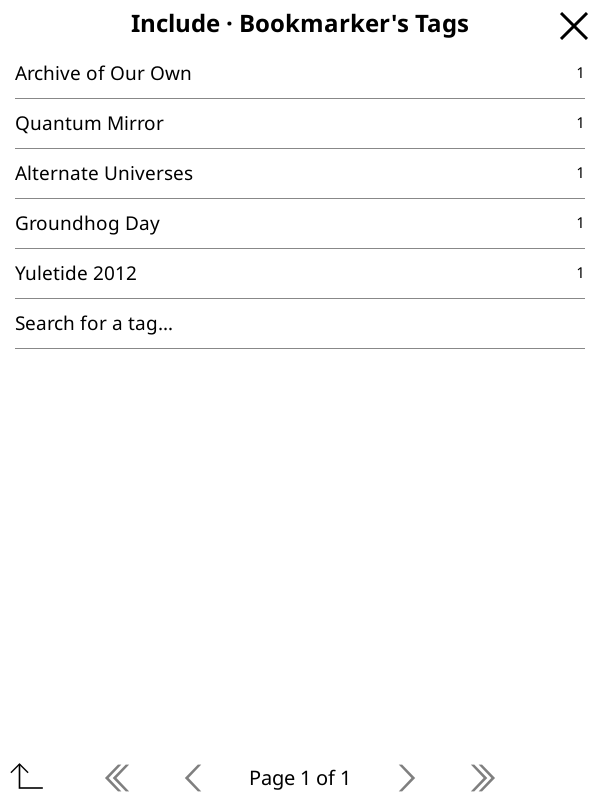 Include · Bookmarker's Tags
Archive of Our Own 1
Quantum Mirror 1
Alternate Universes 1
Groundhog Day 1
Yuletide 2012 1
Search for a tag...
Page 1 of 1